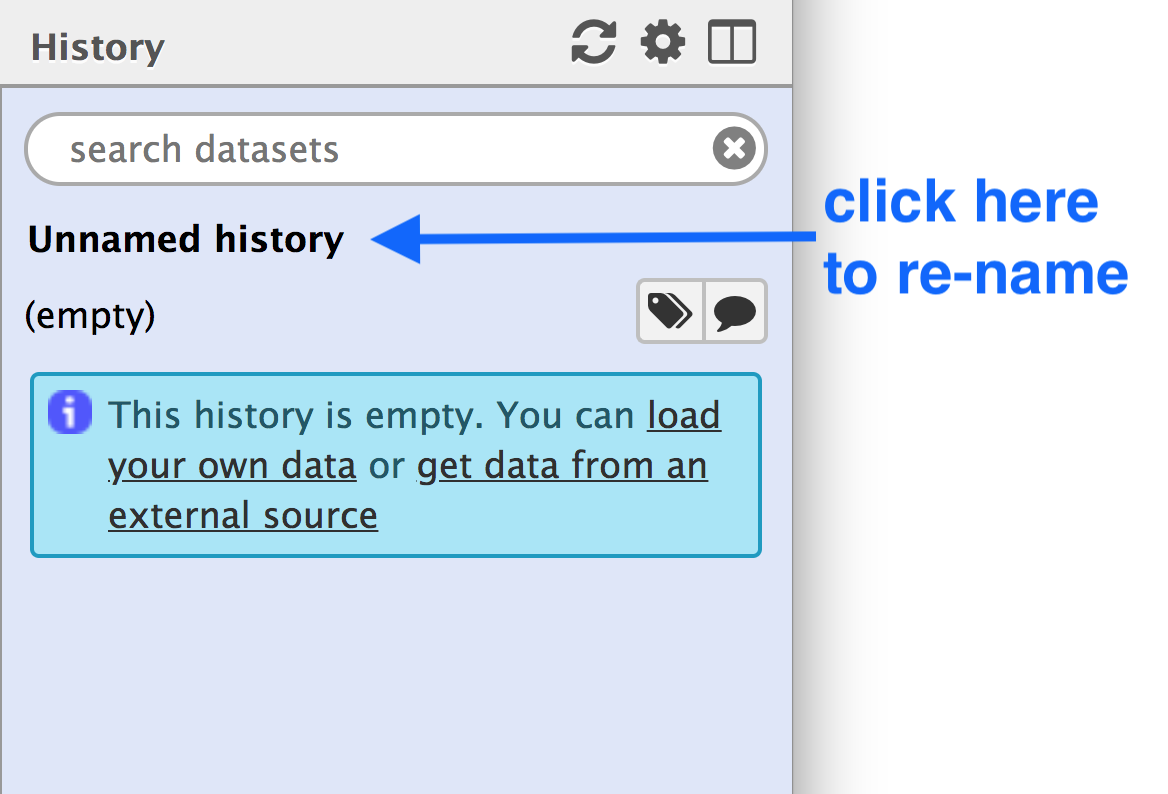 History
search datasets
Unnamed history
click here
to re-name
(empty)
This history is empty. You can load
your own data or get data from an
external source